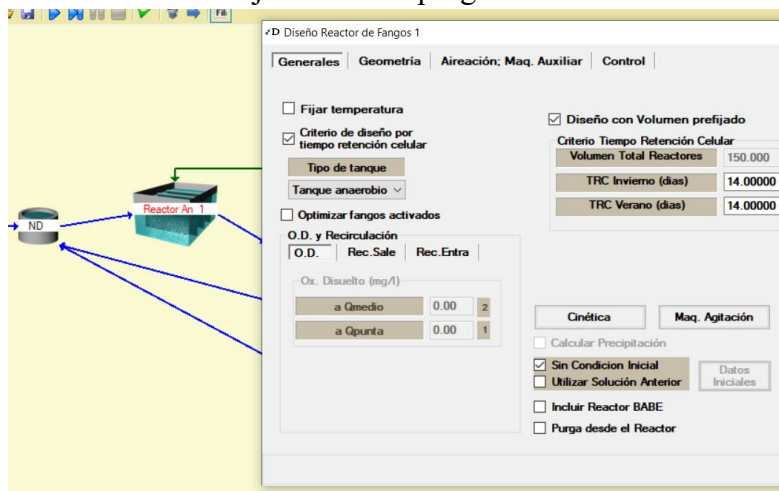 Fill
Diseño Reactor de Fangos 1
Generales Geometría Aireación; Maq. Auxiliar Control
Fijar temperatura
Criterio de diseño por
tiempo retención celular
Tipo de tanque
Tanque anaerobio
Optimizar fangos activados
O.D. y Recirculación
O.D. Rec.Sale Rec.Entra
Ox. Disuelto (mg/l)
a Qmedio 0.00 2
a Qpunta 0.00 1
Diseño con Volumen prefijado
Criterio Tiempo Retención Celular
Volumen Total Reactores 150.000
TRC Invierno (dias) 14.00000
TRC Verano (dias) 14.00000
Cinética Maq. Agitación
Calcular Precipitación
Sin Condicion Inicial
Utilizar Solución Anterior
Datos
Iniciales
Incluir Reactor BABE
Purga desde el Reactor
Reactor An 1
ND